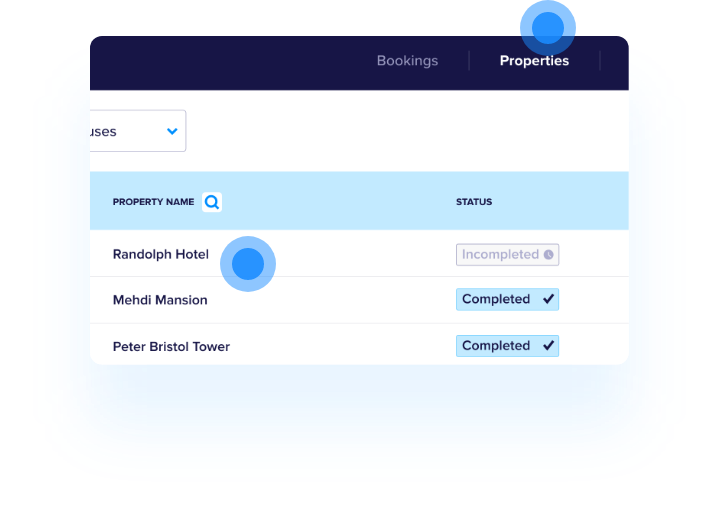 Bookings Properties
uses
PROPERTY NAME STATUS
Randolph Hotel Incompleted
Mehdi Mansion Completed
Peter Bristol Tower Completed